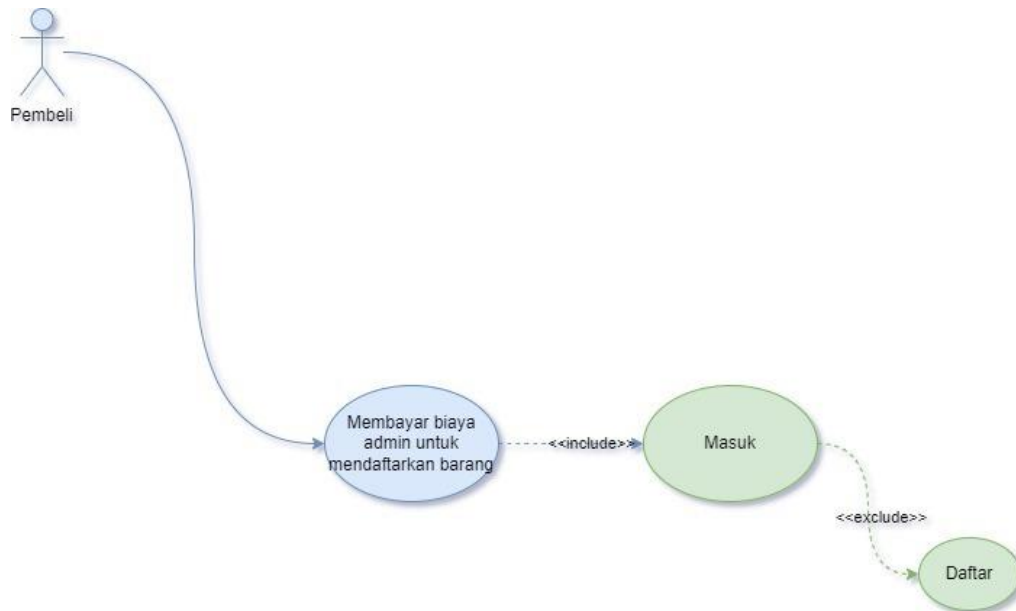 Pembeli
Membayar biaya
admin untuk
mendaftarkan barang
<<include>>
Masuk
<<exclude>>
Daftar